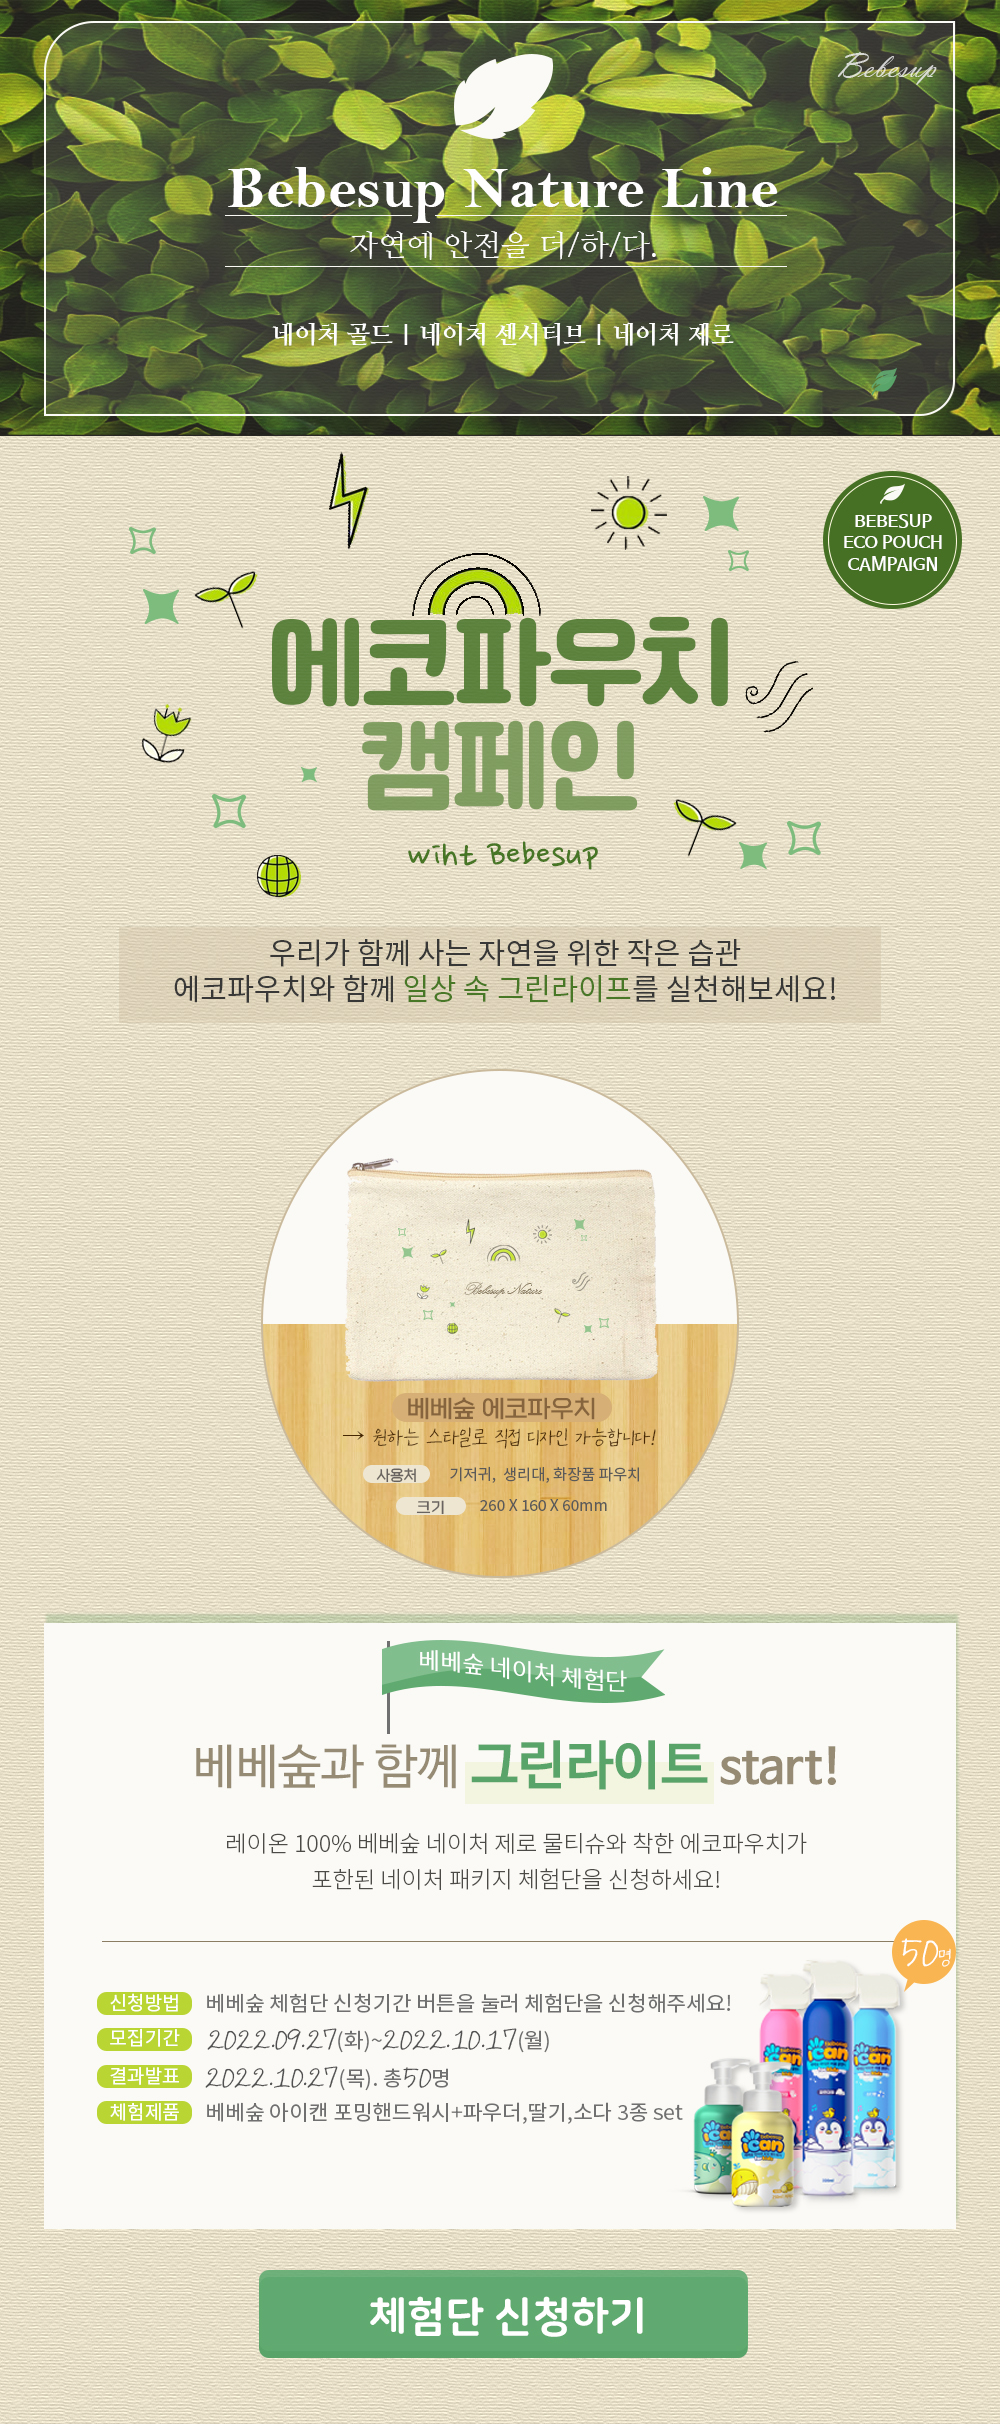 Bebesup
Bebesup Nature Line
자연에 안전을 더/하/다.
네이처 골드 | 네이처 센시티브 | 네이처 제로
BEBESUP
ECO POUCH
CAMPAIGN
에코파우치
캠페인
wiht Bebesup
우리가 함께 사는 자연을 위한 작은 습관
에코파우치와 함께 일상 속 그린라이프를 실천해보세요!
Bebesup Nature
베베숲 에코파우치
→ 원하는 스타일로 직접 디자인 가능합니다!
사용처 기저귀, 생리대, 화장품 파우치
크기 260 X 160 X 60mm
베베숲 네이처 체험단
베베숲과 함께 그린라이트 start!
레이온 100% 베베숲 네이처 제로 물티슈와 착한 에코파우치가
포함된 네이처 패키지 체험단을 신청하세요!
50명
신청방법 베베숲 체험단 신청기간 버튼을 눌러 체험단을 신청해주세요!
모집기간 2022.09.27(화)~2022.10.17(월)
결과발표 2022.10.27(목). 총50명
체험제품 베베숲 아이캔 포밍핸드워시+파우더,딸기,소다 3종 set
ican
ican
ican
ican
ican
체험단 신청하기